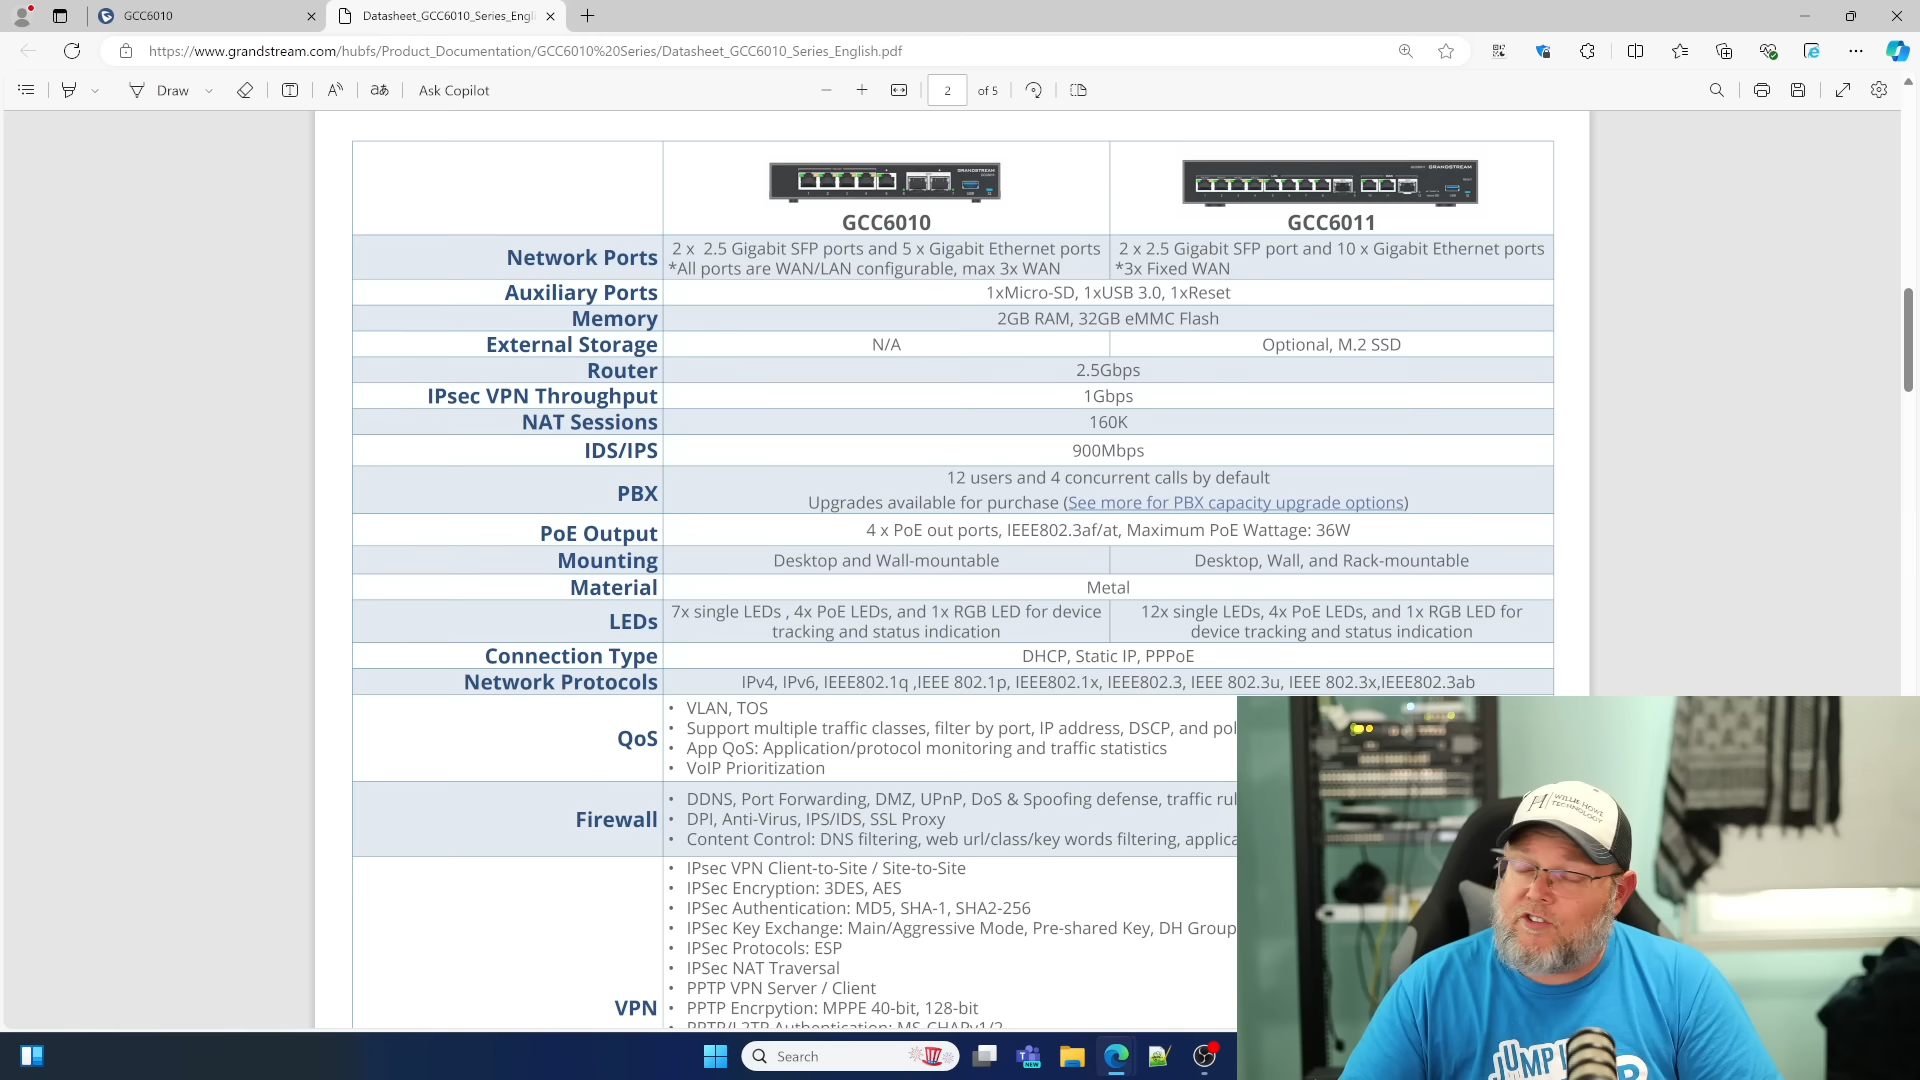 GCC6010
Datasheet_GCC6010_Series_Engli
https://www.grandstream.com/hubfs/Product_Documentation/GCC6010%20Series/Datasheet_GCC6010_Series_English.pdf
Draw
Ask Copilot
2
of 5
GCC6010
GCC6011
Network Ports
2 x 2.5 Gigabit SFP ports and 5 x Gigabit Ethernet ports
*All ports are WAN/LAN configurable, max 3x WAN
2 x 2.5 Gigabit SFP port and 10 x Gigabit Ethernet ports
*3x Fixed WAN
Auxiliary Ports
1xMicro-SD, 1xUSB 3.0, 1xReset
Memory
2GB RAM, 32GB eMMC Flash
External Storage
N/A
Optional, M.2 SSD
Router
2.5Gbps
IPsec VPN Throughput
1Gbps
NAT Sessions
160K
IDS/IPS
900Mbps
PBX
12 users and 4 concurrent calls by default
Upgrades available for purchase (See more for PBX capacity upgrade options)
PoE Output
4 x PoE out ports, IEEE802.3af/at, Maximum PoE Wattage: 36W
Mounting
Desktop and Wall-mountable
Desktop, Wall, and Rack-mountable
Material
Metal
LEDs
7x single LEDs , 4x PoE LEDs, and 1x RGB LED for device
tracking and status indication
12x single LEDs, 4x PoE LEDs, and 1x RGB LED for
device tracking and status indication
Connection Type
DHCP, Static IP, PPPoE
Network Protocols
IPv4, IPv6, IEEE802.1q ,IEEE 802.1p, IEEE802.1x, IEEE802.3, IEEE 802.3u, IEEE 802.3x,IEEE802.3ab
QoS
• VLAN, TOS
• Support multiple traffic classes, filter by port, IP address, DSCP, and pol
• App QoS: Application/protocol monitoring and traffic statistics
• VoIP Prioritization
Firewall
• DDNS, Port Forwarding, DMZ, UPnP, DoS & Spoofing defense, traffic rul
• DPI, Anti-Virus, IPS/IDS, SSL Proxy
• Content Control: DNS filtering, web url/class/key words filtering, applica
VPN
• IPsec VPN Client-to-Site / Site-to-Site
• IPSec Encryption: 3DES, AES
• IPSec Authentication: MD5, SHA-1, SHA2-256
• IPSec Key Exchange: Main/Aggressive Mode, Pre-shared Key, DH Group
• IPSec Protocols: ESP
• IPSec NAT Traversal
• PPTP VPN Server / Client
• PPTP Encrpytion: MPPE 40-bit, 128-bit
PPTP/L2TP Authentication: MS-CHAPv1/2
Search
WILLIE HOWE
TECHNOLOGY
JUMP